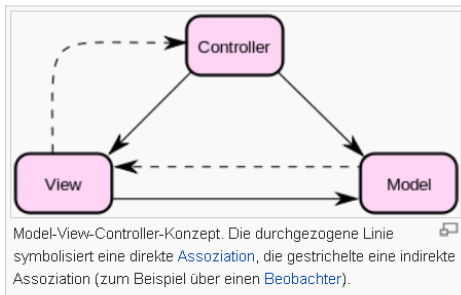 Controller
View
Model
Model-View-Controller-Konzept. Die durchgezogene Linie
symbolisiert eine direkte Assoziation, die gestrichelte eine indirekte
Assoziation (zum Beispiel über einen Beobachter).